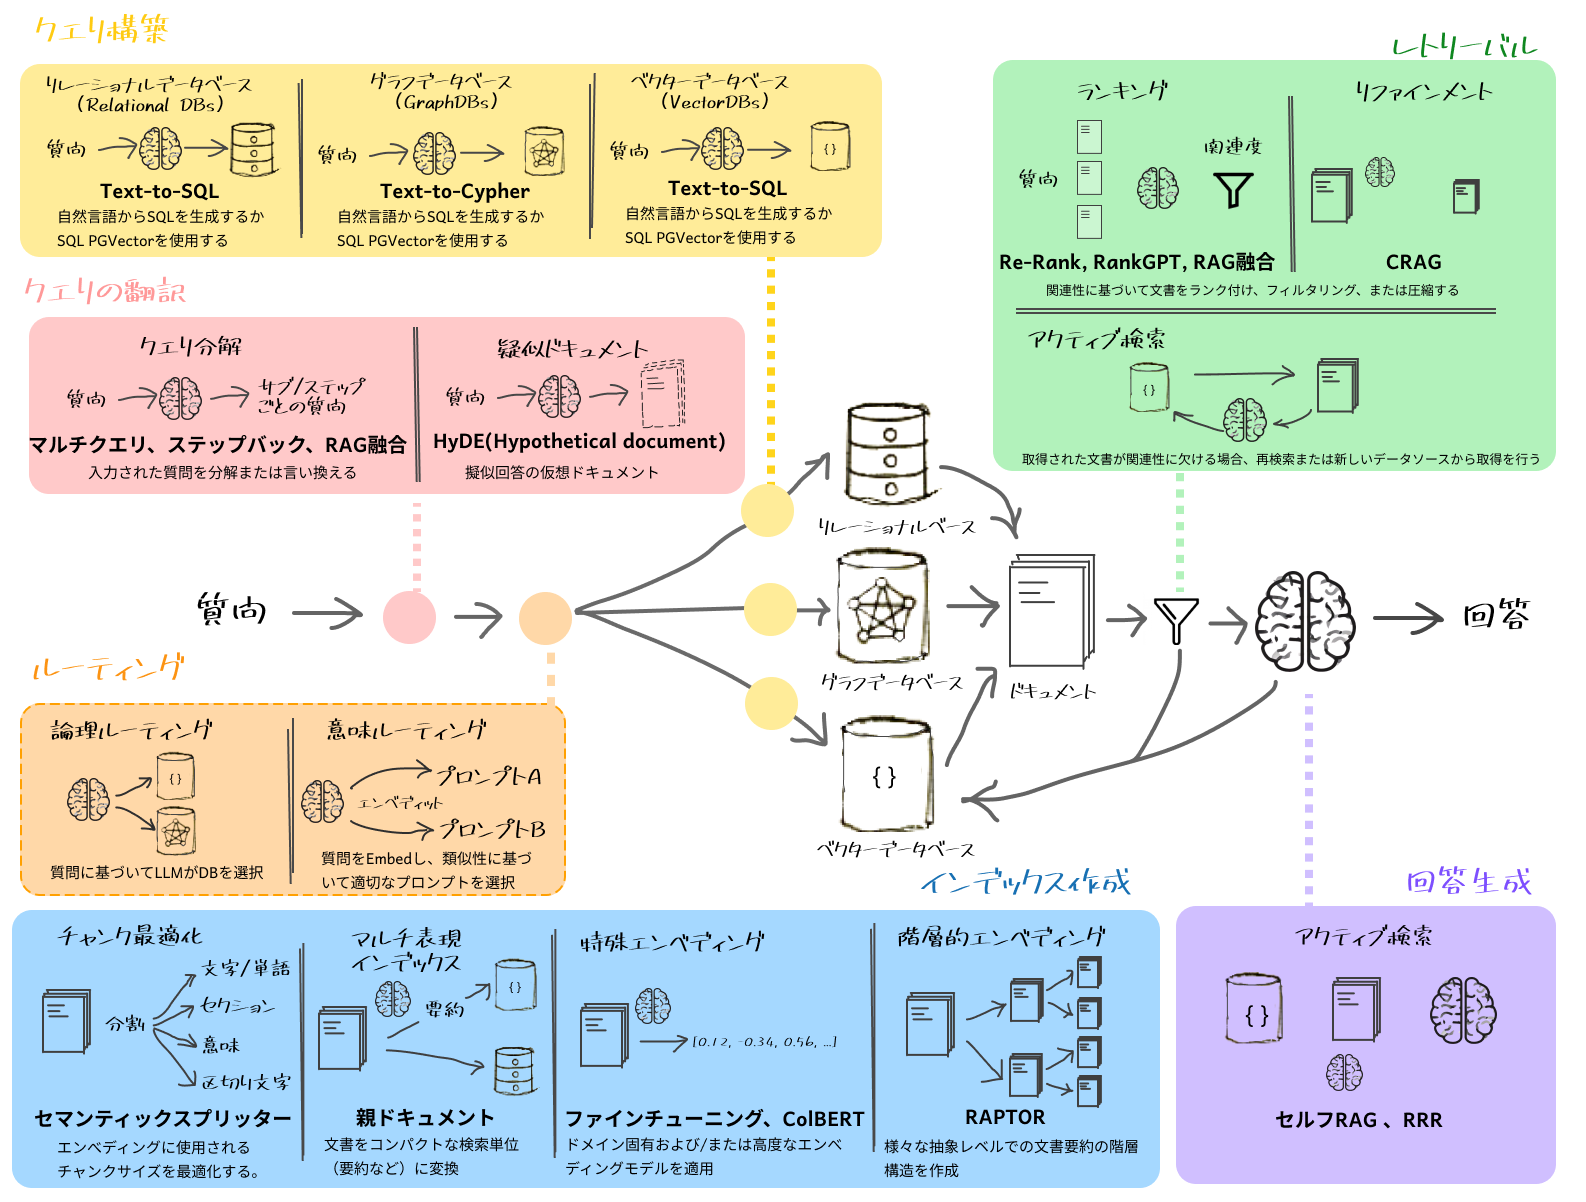 クエリ構築
リレーショナルデータベース
(Relational DBs)
質問
Text-to-SQL
自然言語からSQLを生成するか
SQL PGVectorを使用する
グラフデータベース
(GraphDBs)
質問
Text-to-Cypher
自然言語からSQLを生成するか
SQL PGVectorを使用する
ベクターデータベース
(VectorDBs)
質問
{ }
Text-to-SQL
自然言語からSQLを生成するか
SQL PGVectorを使用する
レトリーバル
ランキング
質問
関連度
Re-Rank, RankGPT, RAG融合
リファインメント
CRAG
関連性に基づいて文書をランク付け、フィルタリング、または圧縮する
アクティブ検索
{ }
取得された文書が関連性に欠ける場合、再検索または新しいデータソースから取得を行う
クエリの翻訳
クエリ分解
質問
サブ/ステップ
ごとの質問
マルチクエリ、ステップバック、RAG融合
入力された質問を分解または言い換える
疑似ドキュメント
質問
HyDE(Hypothetical document)
擬似回答の仮想ドキュメント
質問
リレーショナルベース
グラフデータベース
{ }
ベクターデータベース
ドキュメント
回答
ルーティング
論理ルーティング
{ }
質問に基づいてLLMがDBを選択
意味ルーティング
プロンプトA
エンベディット
プロンプトB
質問をEmbedし、類似性に基づ
いて適切なプロンプトを選択
インデックス作成
チャンク最適化
分割
文字/単語
セクション
意味
区切り文字
セマンティックスプリッター
エンベディングに使用される
チャンクサイズを最適化する。
マルチ表現
インデックス
要約
{ }
親ドキュメント
文書をコンパクトな検索単位
（要約など）に変換
特殊エンベディング
[0.12, -0.34, 0.56, ...]
ファインチューニング、ColBERT
ドメイン固有および/または高度なエンベ
ディングモデルを適用
階層的エンベディング
RAPTOR
様々な抽象レベルでの文書要約の階層
構造を作成
回答生成
アクティブ検索
{ }
セルフRAG 、RRR